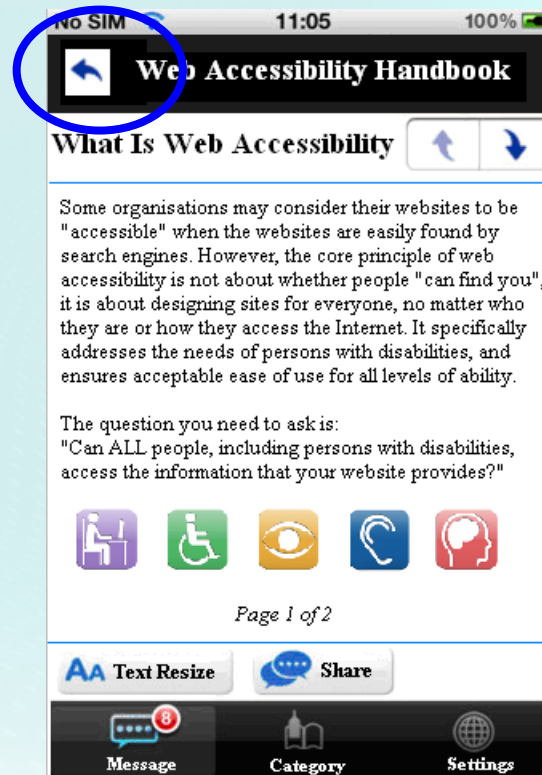 No SIM 11:05 100%
Web Accessibility Handbook
What Is Web Accessibility
Some organisations may consider their websites to be
"accessible" when the websites are easily found by
search engines. However, the core principle of web
accessibility is not about whether people "can find you",
it is about designing sites for everyone, no matter who
they are or how they access the Internet. It specifically
addresses the needs of persons with disabilities, and
ensures acceptable ease of use for all levels of ability.
The question you need to ask is:
"Can ALL people, including persons with disabilities,
access the information that your website provides?"
Page 1 of 2
AA Text Resize Share
8
Message Category Settings